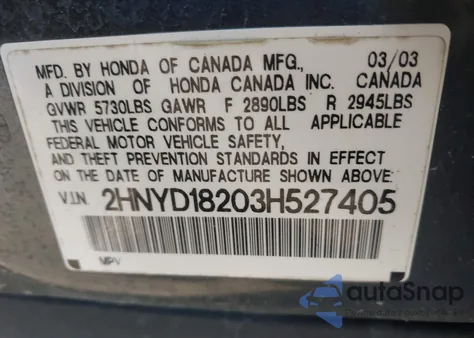 MFD. BY HONDA OF CANADA MFG., 03/03
A DIVISION OF HONDA CANADA INC. CANADA
GVWR 5730LBS GAWR F 2890LBS R 2945LBS
THIS VEHICLE CONFORMS TO ALL APPLICABLE
FEDERAL MOTOR VEHICLE SAFETY,
AND THEFT PREVENTION STANDARDS IN EFFECT ON
THE DATE OF MANUFACTURE SHOWN ABOVE.
V.I.N. 2HNYD18203H527405
MPV
autoSnap